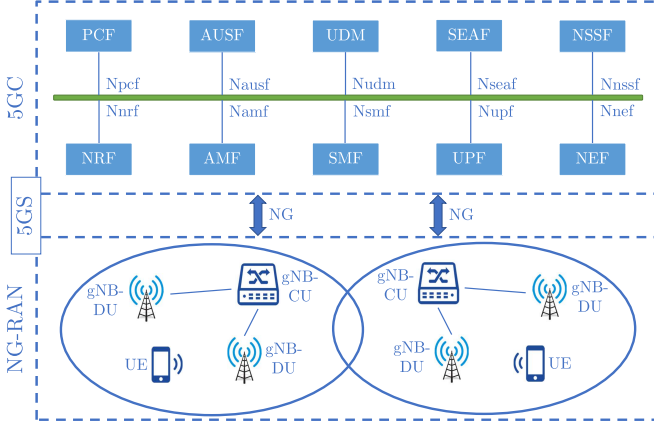 PCF
AUSF
UDM
SEAF
NSSF
5GC
Npcf
Nausf
Nudm
Nseaf
Nnssf
Nnrf
Namf
Nsmf
Nupf
Nnef
NRF
AMF
SMF
UPF
NEF
5GS
NG
NG
NG-RAN
gNB-
DU
gNB-
CU
gNB-
DU
UE
gNB-
CU
gNB-
DU
gNB-
DU
UE